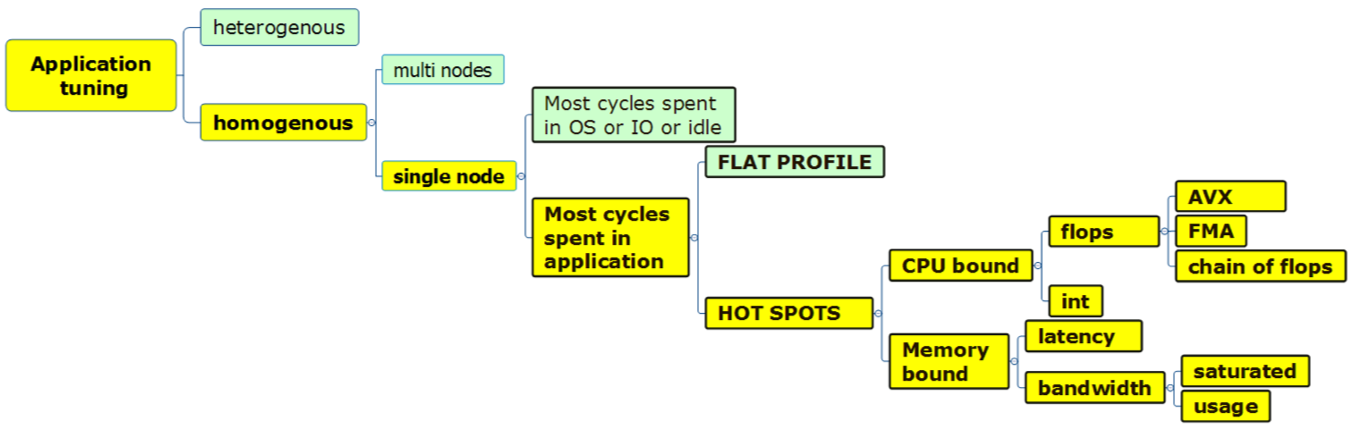 Application
tuning
heterogenous
homogenous
multi nodes
single node
Most cycles spent
in OS or IO or idle
Most cycles
spent in
application
FLAT PROFILE
HOT SPOTS
CPU bound
flops
AVX
FMA
chain of flops
int
Memory
bound
latency
bandwidth
saturated
usage